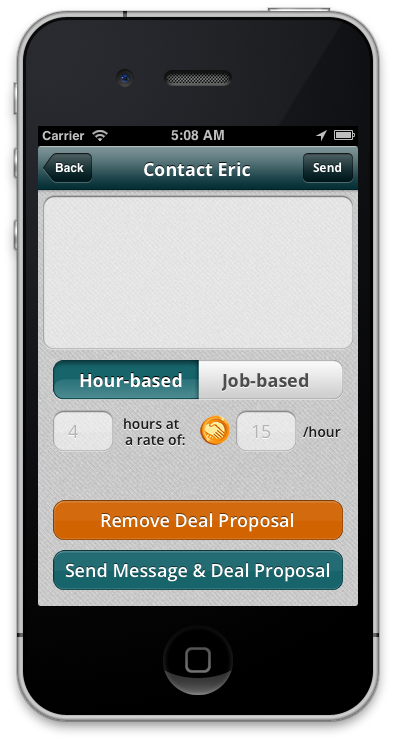 Carrier 5:08 AM
Back Contact Eric Send
Hour-based Job-based
4 hours at a rate of: 15 /hour
Remove Deal Proposal
Send Message & Deal Proposal